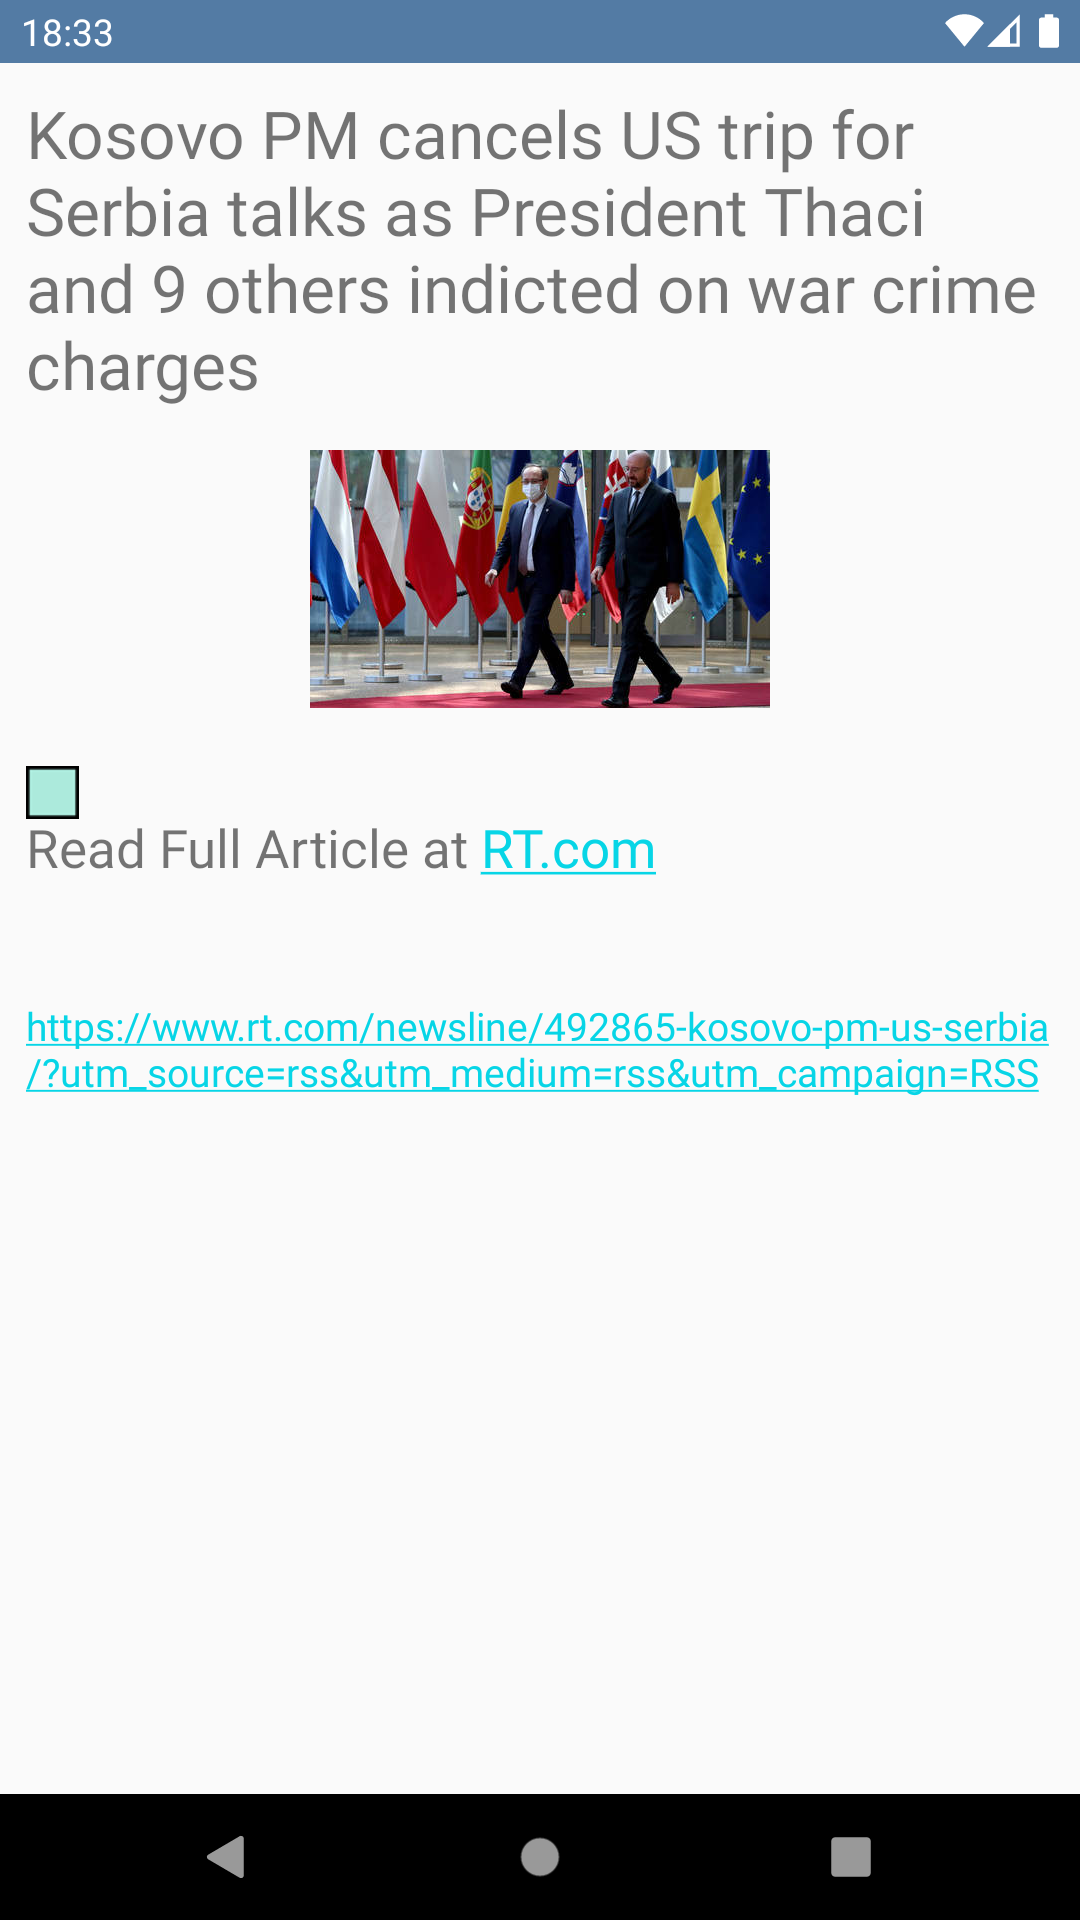 18:33
Kosovo PM cancels US trip for
Serbia talks as President Thaci
and 9 others indicted on war crime
charges
Read Full Article at RT.com
https://www.rt.com/newsline/492865-kosovo-pm-us-serbia
/?utm_source=rss&utm_medium=rss&utm_campaign=RSS